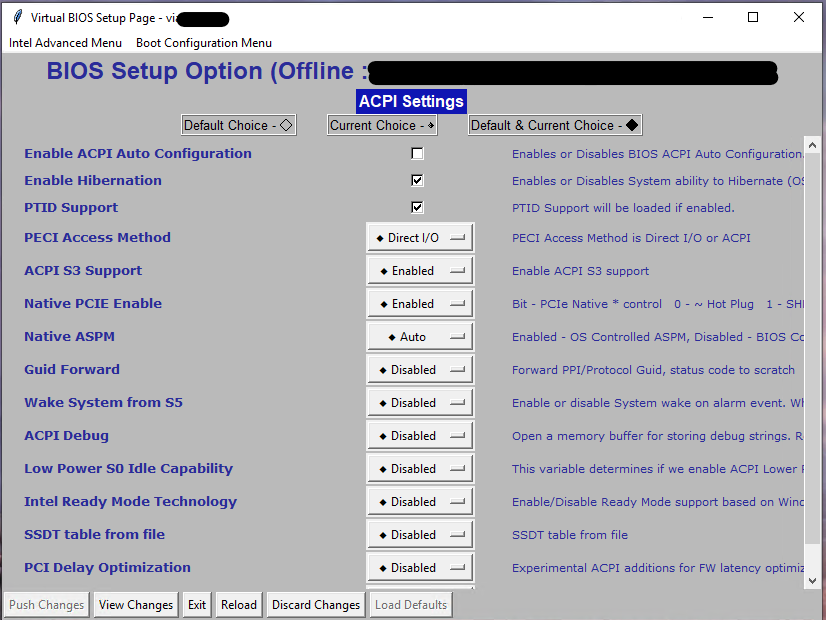 Virtual BIOS Setup Page - via
Intel Advanced Menu Boot Configuration Menu
BIOS Setup Option (Offline :
ACPI Settings
Default Choice - ◇ Current Choice - ◆ Default & Current Choice - ◆
Enable ACPI Auto Configuration Enables or Disables BIOS ACPI Auto Configuration.
Enable Hibernation Enables or Disables System ability to Hibernate (OS
PTID Support PTID Support will be loaded if enabled.
PECI Access Method ◆ Direct I/O PECI Access Method is Direct I/O or ACPI
ACPI S3 Support ◆ Enabled Enable ACPI S3 support
Native PCIE Enable ◆ Enabled Bit - PCIe Native * control 0 - ~ Hot Plug 1 - SH
Native ASPM ◆ Auto Enabled - OS Controlled ASPM, Disabled - BIOS Co
Guid Forward ◆ Disabled Forward PPI/Protocol Guid, status code to scratch
Wake System from S5 ◆ Disabled Enable or disable System wake on alarm event. Wh
ACPI Debug ◆ Disabled Open a memory buffer for storing debug strings. R
Low Power S0 Idle Capability ◆ Disabled This variable determines if we enable ACPI Lower
Intel Ready Mode Technology ◆ Disabled Enable/Disable Ready Mode support based on Wind
SSDT table from file ◆ Disabled SSDT table from file
PCI Delay Optimization ◆ Disabled Experimental ACPI additions for FW latency optimiz
Push Changes View Changes Exit Reload Discard Changes Load Defaults